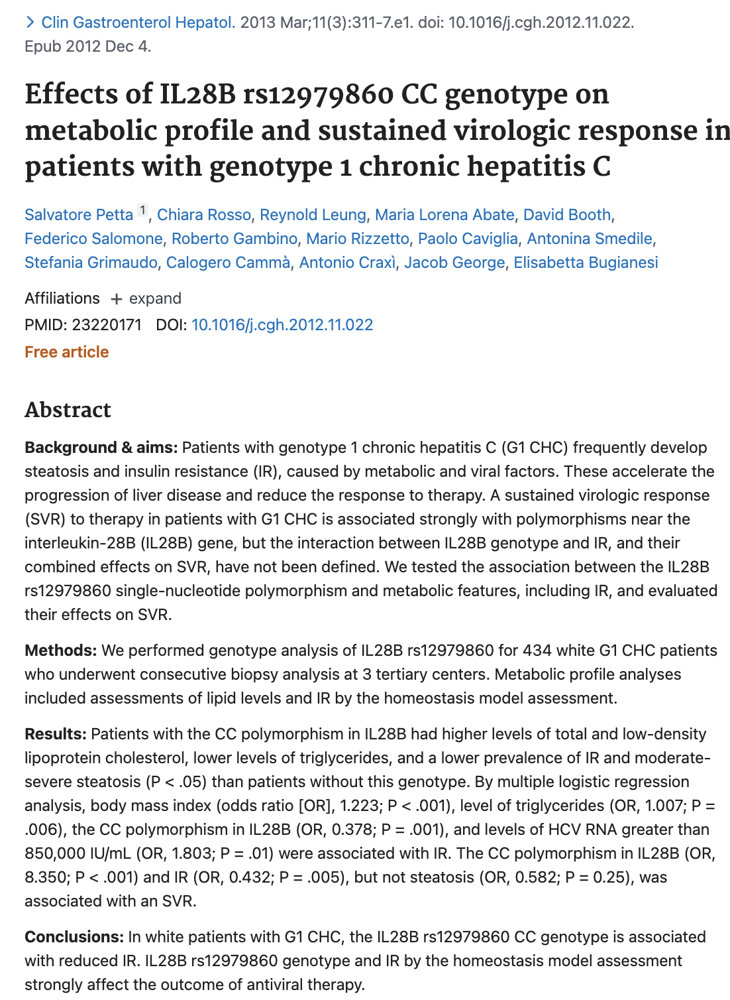 > Clin Gastroenterol Hepatol. 2013 Mar;11(3):311-7.e1. doi: 10.1016/j.cgh.2012.11.022.
Epub 2012 Dec 4.
Effects of IL28B rs12979860 CC genotype on
metabolic profile and sustained virologic response in
patients with genotype 1 chronic hepatitis C
Salvatore Petta 1, Chiara Rosso, Reynold Leung, Maria Lorena Abate, David Booth,
Federico Salomone, Roberto Gambino, Mario Rizzetto, Paolo Caviglia, Antonina Smedile,
Stefania Grimaudo, Calogero Cammà, Antonio Craxì, Jacob George, Elisabetta Bugianesi
Affiliations + expand
PMID: 23220171 DOI: 10.1016/j.cgh.2012.11.022
Free article
Abstract
Background & aims: Patients with genotype 1 chronic hepatitis C (G1 CHC) frequently develop
steatosis and insulin resistance (IR), caused by metabolic and viral factors. These accelerate the
progression of liver disease and reduce the response to therapy. A sustained virologic response
(SVR) to therapy in patients with G1 CHC is associated strongly with polymorphisms near the
interleukin-28B (IL28B) gene, but the interaction between IL28B genotype and IR, and their
combined effects on SVR, have not been defined. We tested the association between the IL28B
rs12979860 single-nucleotide polymorphism and metabolic features, including IR, and evaluated
their effects on SVR.
Methods: We performed genotype analysis of IL28B rs12979860 for 434 white G1 CHC patients
who underwent consecutive biopsy analysis at 3 tertiary centers. Metabolic profile analyses
included assessments of lipid levels and IR by the homeostasis model assessment.
Results: Patients with the CC polymorphism in IL28B had higher levels of total and low-density
lipoprotein cholesterol, lower levels of triglycerides, and a lower prevalence of IR and moderate-
severe steatosis (P < .05) than patients without this genotype. By multiple logistic regression
analysis, body mass index (odds ratio [OR], 1.223; P < .001), level of triglycerides (OR, 1.007; P =
.006), the CC polymorphism in IL28B (OR, 0.378; P = .001), and levels of HCV RNA greater than
850,000 IU/mL (OR, 1.803; P = .01) were associated with IR. The CC polymorphism in IL28B (OR,
8.350; P < .001) and IR (OR, 0.432; P = .005), but not steatosis (OR, 0.582; P = 0.25), was
associated with an SVR.
Conclusions: In white patients with G1 CHC, the IL28B rs12979860 CC genotype is associated
with reduced IR. IL28B rs12979860 genotype and IR by the homeostasis model assessment
strongly affect the outcome of antiviral therapy.